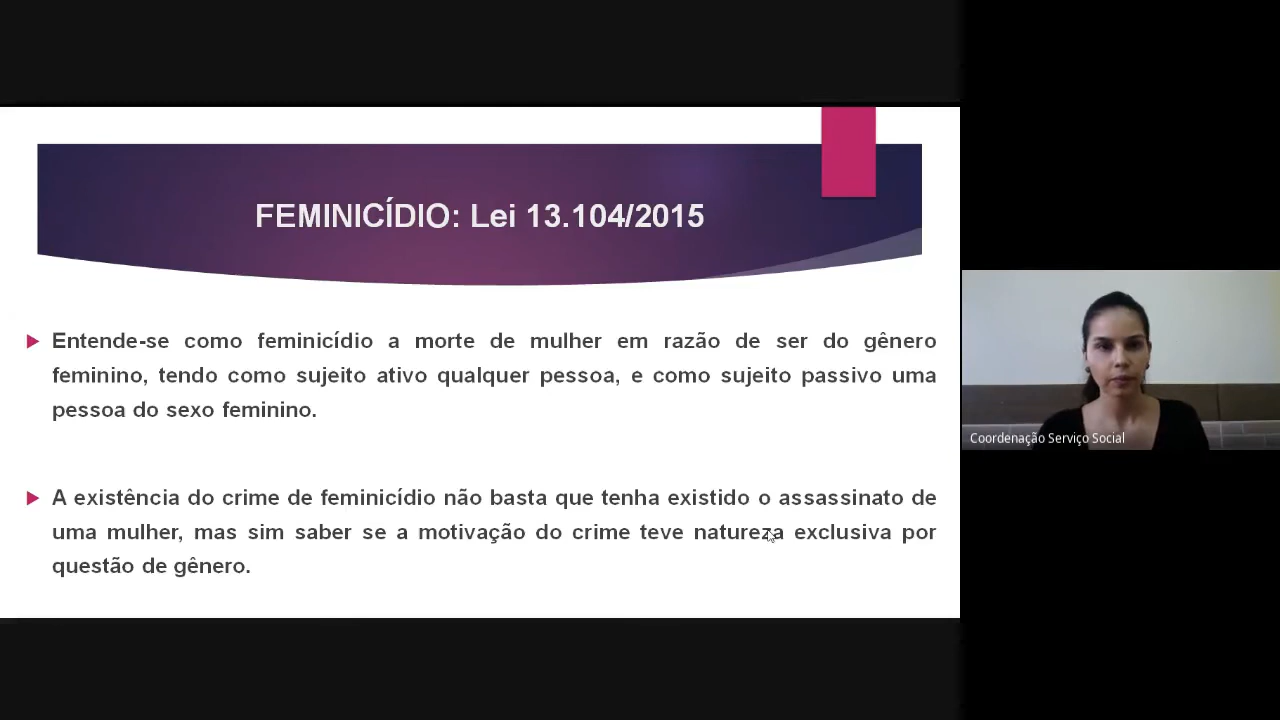 FEMINICÍDIO: Lei 13.104/2015
Entende-se como feminicídio a morte de mulher em razão de ser do gênero
feminino, tendo como sujeito ativo qualquer pessoa, e como sujeito passivo uma
pessoa do sexo feminino.
A existência do crime de feminicídio não basta que tenha existido o assassinato de
uma mulher, mas sim saber se a motivação do crime teve natureza exclusiva por
questão de gênero.
Coordenação Serviço Social